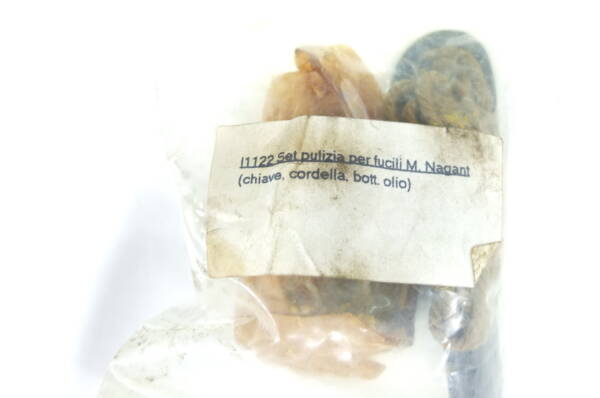 I1122 Set pulizia per fucili M. Nagant
(chiave, cordella, bott. olio)